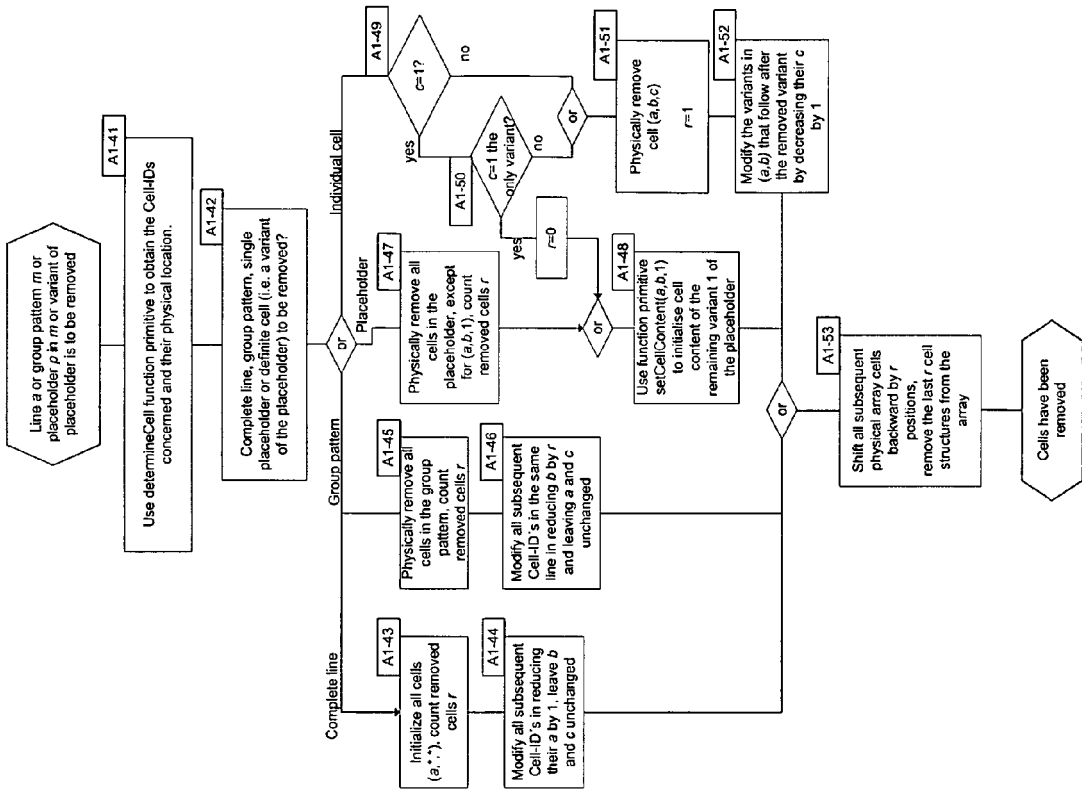 Line a or group pattern m or
placeholder p in m or variant of
placeholder is to be removed
A1-41
Use determineCell function primitive to obtain the Cell-IDs
concerned and their physical location.
A1-42
Complete line, group pattern, single
placeholder or definite cell (i.e. a variant
of the placeholder) to be removed?
or
Complete line
Group pattern
Placeholder
Individual cell
A1-43
Initialize all cells
(a,*,*), count removed
cells r
A1-44
Modify all subsequent
Cell-ID's in reducing
their a by 1, leave b
and c unchanged
A1-45
Physically remove all
cells in the group
pattern, count
removed cells r
A1-46
Modify all subsequent
Cell-ID's in the same
line in reducing b by r
and leaving a and c
unchanged
A1-47
Physically remove all
cells in the
placeholder, except
for (a,b,1), count
removed cells r
or
A1-48
Use function primitive
setCellContent(a,b,1)
to initialise cell
content of the
remaining variant 1 of
the placeholder
A1-49
c=1?
yes
no
A1-50
c=1 the
only variant?
yes
no
r=0
or
A1-51
Physically remove
cell (a,b,c)
r=1
A1-52
Modify the variants in
(a,b) that follow after
the removed variant
by decreasing their c
by 1
or
A1-53
Shift all subsequent
physical array cells
backward by r
positions,
remove the last r cell
structures from the
array
Cells have been
removed